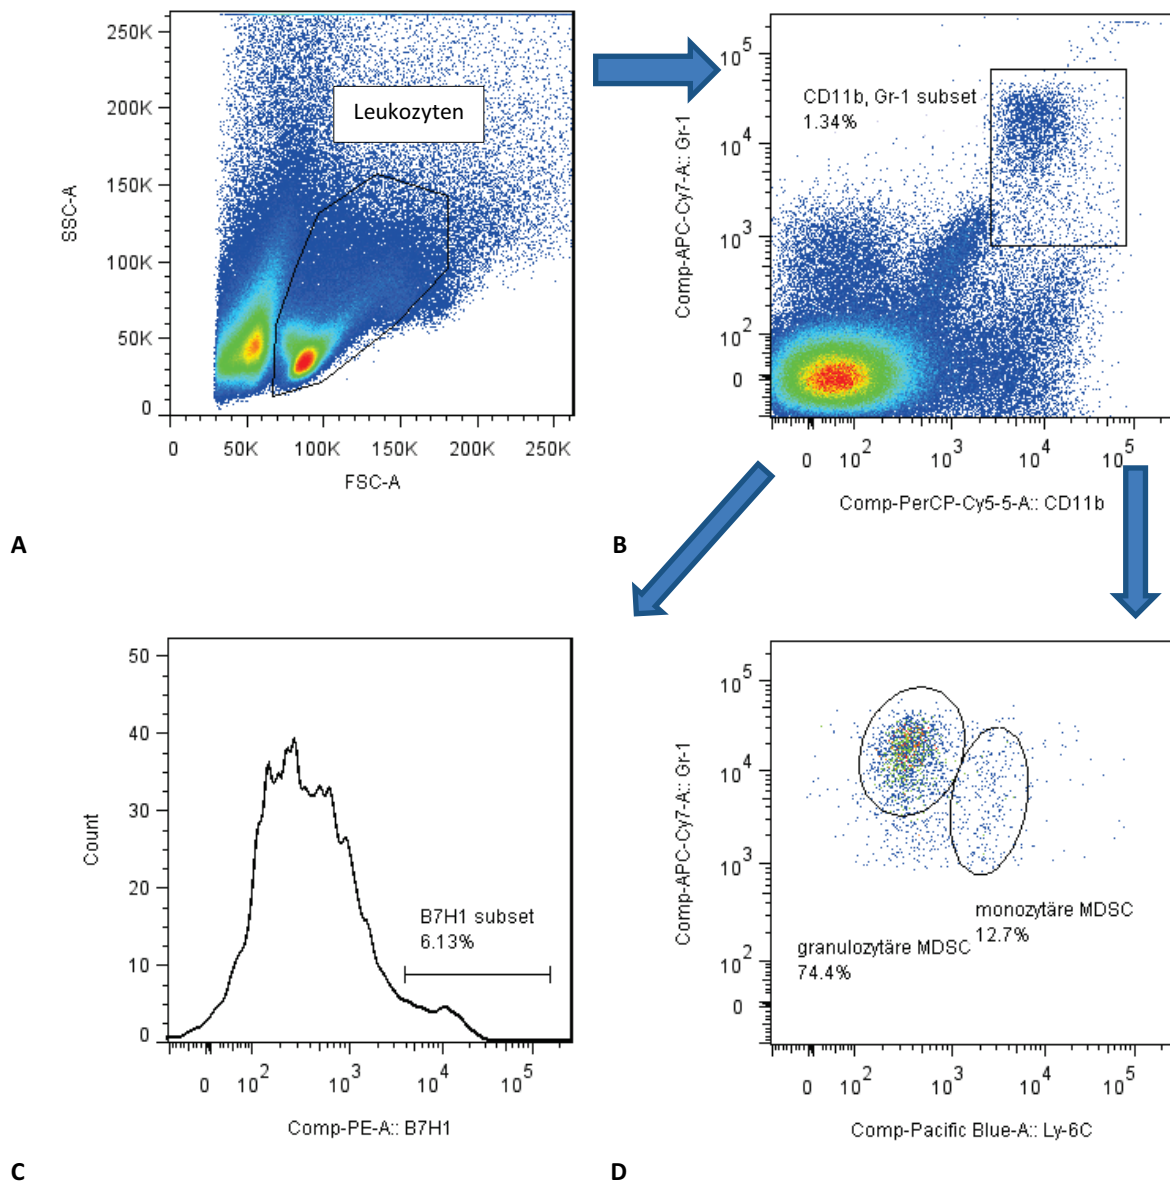 250K
200K
150K
100K
50K
0
SSC-A
Leukozyten
0 50K 100K 150K 200K 250K
FSC-A
A
10^5
10^4
10^3
10^2
0
Comp-APC-Cy7-A:: Gr-1
CD11b, Gr-1 subset
1.34%
0 10^2 10^3 10^4 10^5
Comp-PerCP-Cy5-5-A:: CD11b
B
50
40
30
20
10
0
Count
B7H1 subset
6.13%
0 10^2 10^3 10^4 10^5
Comp-PE-A:: B7H1
C
10^5
10^4
10^3
10^2
0
Comp-APC-Cy7-A:: Gr-1
monozytäre MDSC
12.7%
granulozytäre MDSC
74.4%
0 10^2 10^3 10^4 10^5
Comp-Pacific Blue-A:: Ly-6C
D